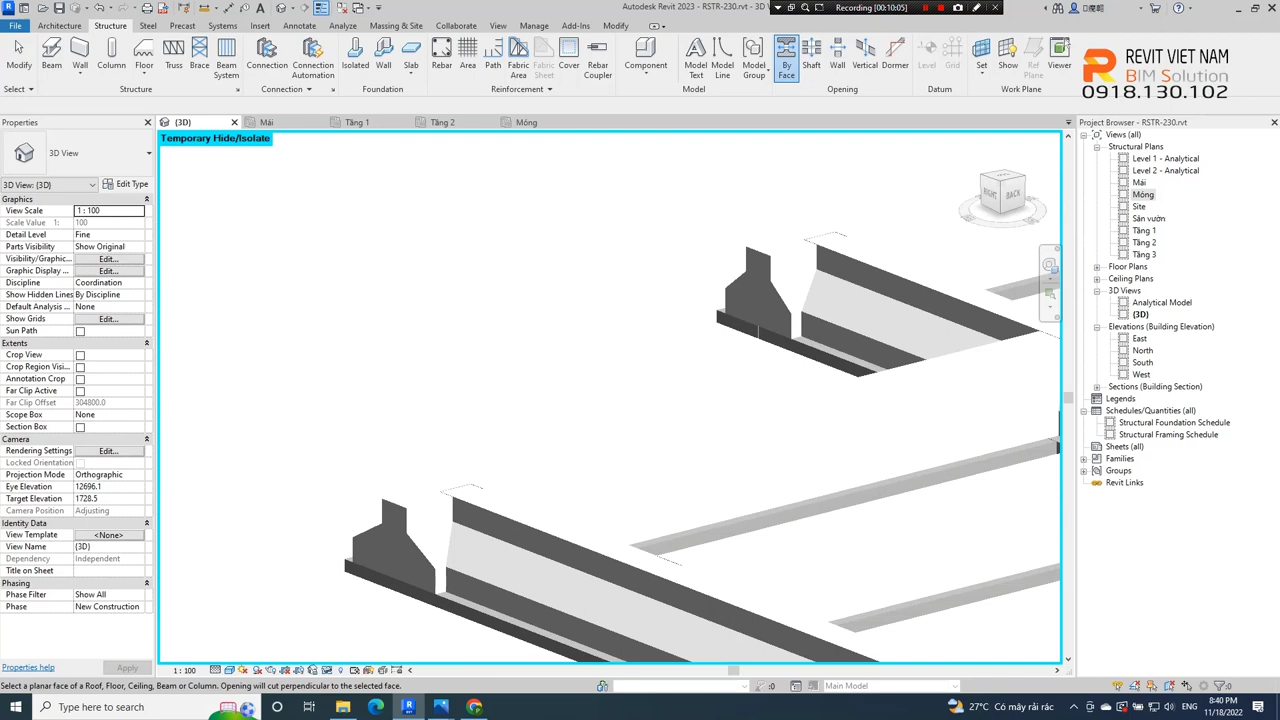 Autodesk Revit 2023 - RSTR-230.rvt - 3D V
Recording [00:10:05]
File Architecture Structure Steel Precast Systems Insert Annotate Analyze Massing & Site Collaborate View Manage Add-Ins Modify
Modify Beam Wall Column Floor Truss Brace Beam System Connection Connection Automation Isolated Wall Slab Rebar Area Path Fabric Area Fabric Sheet Cover Rebar Coupler Component Model Text Model Line Model Group By Face Shaft Wall Vertical Dormer Level Grid Set Show Ref Plane Viewer
Select Structure Connection Foundation Reinforcement Model Opening Datum Work Plane
REVIT VIET NAM
BIM Solution
0918.130.102
Properties
(3D) Mái Tầng 1 Tầng 2 Móng
Project Browser - RSTR-230.rvt
Temporary Hide/Isolate
3D View
3D View: (3D) Edit Type
Graphics
View Scale 1 : 100
Scale Value 1: 100
Detail Level Fine
Parts Visibility Show Original
Visibility/Graphic... Edit...
Graphic Display ... Edit...
Discipline Coordination
Show Hidden Lines By Discipline
Default Analysis ... None
Show Grids Edit...
Sun Path
Extents
Crop View
Crop Region Visi...
Annotation Crop
Far Clip Active
Far Clip Offset 304800.0
Scope Box None
Section Box
Camera
Rendering Settings Edit...
Locked Orientation
Projection Mode Orthographic
Eye Elevation 12696.1
Target Elevation 1728.5
Camera Position Adjusting
Identity Data
View Template <None>
View Name {3D}
Dependency Independent
Title on Sheet
Phasing
Phase Filter Show All
Phase New Construction
Properties help Apply
RIGHT BACK
Views (all)
Structural Plans
Level 1 - Analytical
Level 2 - Analytical
Mái
Móng
Site
Sân vườn
Tầng 1
Tầng 2
Tầng 3
Floor Plans
Ceiling Plans
3D Views
Analytical Model
{3D}
Elevations (Building Elevation)
East
North
South
West
Sections (Building Section)
Legends
Schedules/Quantities (all)
Structural Foundation Schedule
Structural Framing Schedule
Sheets (all)
Families
Groups
Revit Links
1 : 100
Select a planar face of a Roof, Floor, Ceiling, Beam or Column. Opening will cut perpendicular to the selected face.
:0 Main Model :0
Type here to search
27°C Có mây rải rác
8:40 PM
11/18/2022